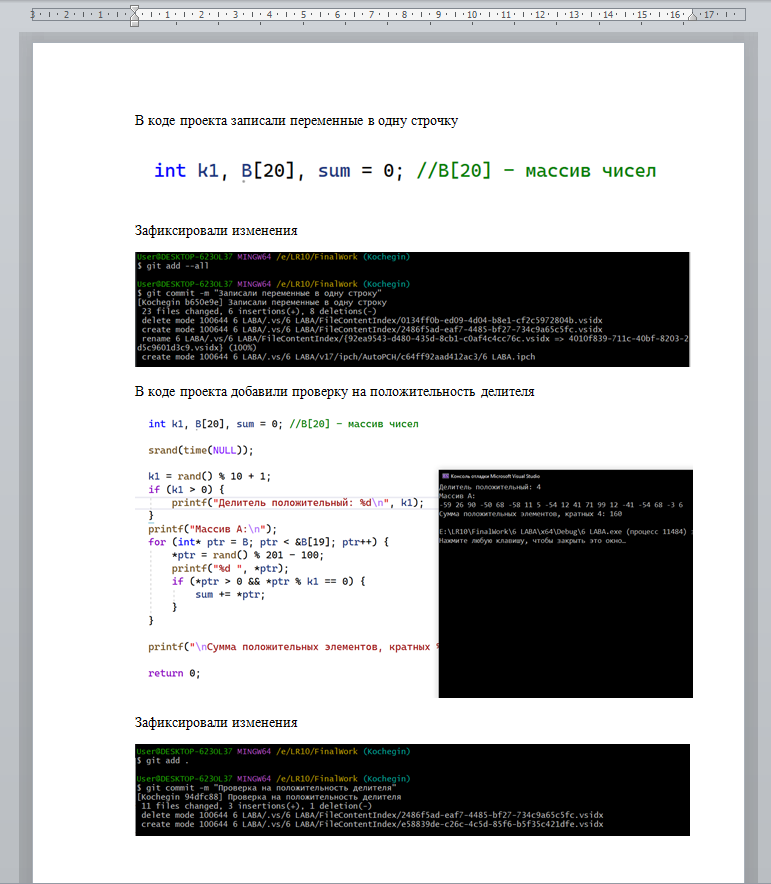 3 2 1 1 2 3 4 5 6 7 8 9 10 11 12 13 14 15 16 17
В коде проекта записали переменные в одну строчку
int k1, B[20], sum = 0; //B[20] - массив чисел
Зафиксировали изменения
User@DESKTOP-623OL37 MINGW64 /e/LR10/FinalWork (Kochegin)
$ git add --all
User@DESKTOP-623OL37 MINGW64 /e/LR10/FinalWork (Kochegin)
$ git commit -m "Записали переменные в одну строку"
[Kochegin b650e9e] Записали переменные в одну строку
23 files changed, 6 insertions(+), 8 deletions(-)
delete mode 100644 6 LABA/.vs/6 LABA/FileContentIndex/0134ff0b-ed09-4d04-b8e1-cf2c5972804b.vsidx
create mode 100644 6 LABA/.vs/6 LABA/FileContentIndex/2486f5ad-eaf7-4485-bf27-734c9a65c5fc.vsidx
rename 6 LABA/.vs/6 LABA/FileContentIndex/{92ea9543-d480-435d-8cb1-c0af4c4cc76c.vsidx => 4010f839-711c-40bf-8203-2
d5c9601d3c9.vsidx} (100%)
create mode 100644 6 LABA/.vs/6 LABA/v17/ipch/AutoPCH/c64ff92aad412ac3/6 LABA.ipch
В коде проекта добавили проверку на положительность делителя
int k1, B[20], sum = 0; //B[20] - массив чисел
srand(time(NULL));
k1 = rand() % 10 + 1;
if (k1 > 0) {
printf("Делитель положительный: %d\n", k1);
}
printf("Массив A:\n");
for (int* ptr = B; ptr < &B[19]; ptr++) {
*ptr = rand() % 201 - 100;
printf("%d ", *ptr);
if (*ptr > 0 && *ptr % k1 == 0) {
sum += *ptr;
}
}
printf("\nСумма положительных элементов, кратных %
return 0;
Консоль отладки Microsoft Visual Studio
Делитель положительный: 4
Массив A:
-59 26 90 -50 68 -58 11 5 -54 12 41 71 99 12 -41 -54 68 -3 6
Сумма положительных элементов, кратных 4: 160
E:\LR10\FinalWork\6 LABA\x64\Debug\6 LABA.exe (процесс 11484)
Нажмите любую клавишу, чтобы закрыть это окно…
Зафиксировали изменения
User@DESKTOP-623OL37 MINGW64 /e/LR10/FinalWork (Kochegin)
$ git add .
User@DESKTOP-623OL37 MINGW64 /e/LR10/FinalWork (Kochegin)
$ git commit -m "Проверка на положительность делителя"
[Kochegin 94dfc88] Проверка на положительность делителя
11 files changed, 3 insertions(+), 1 deletion(-)
delete mode 100644 6 LABA/.vs/6 LABA/FileContentIndex/2486f5ad-eaf7-4485-bf27-734c9a65c5fc.vsidx
create mode 100644 6 LABA/.vs/6 LABA/FileContentIndex/e58839de-c26c-4c5d-85f6-b5f35c421dfe.vsidx